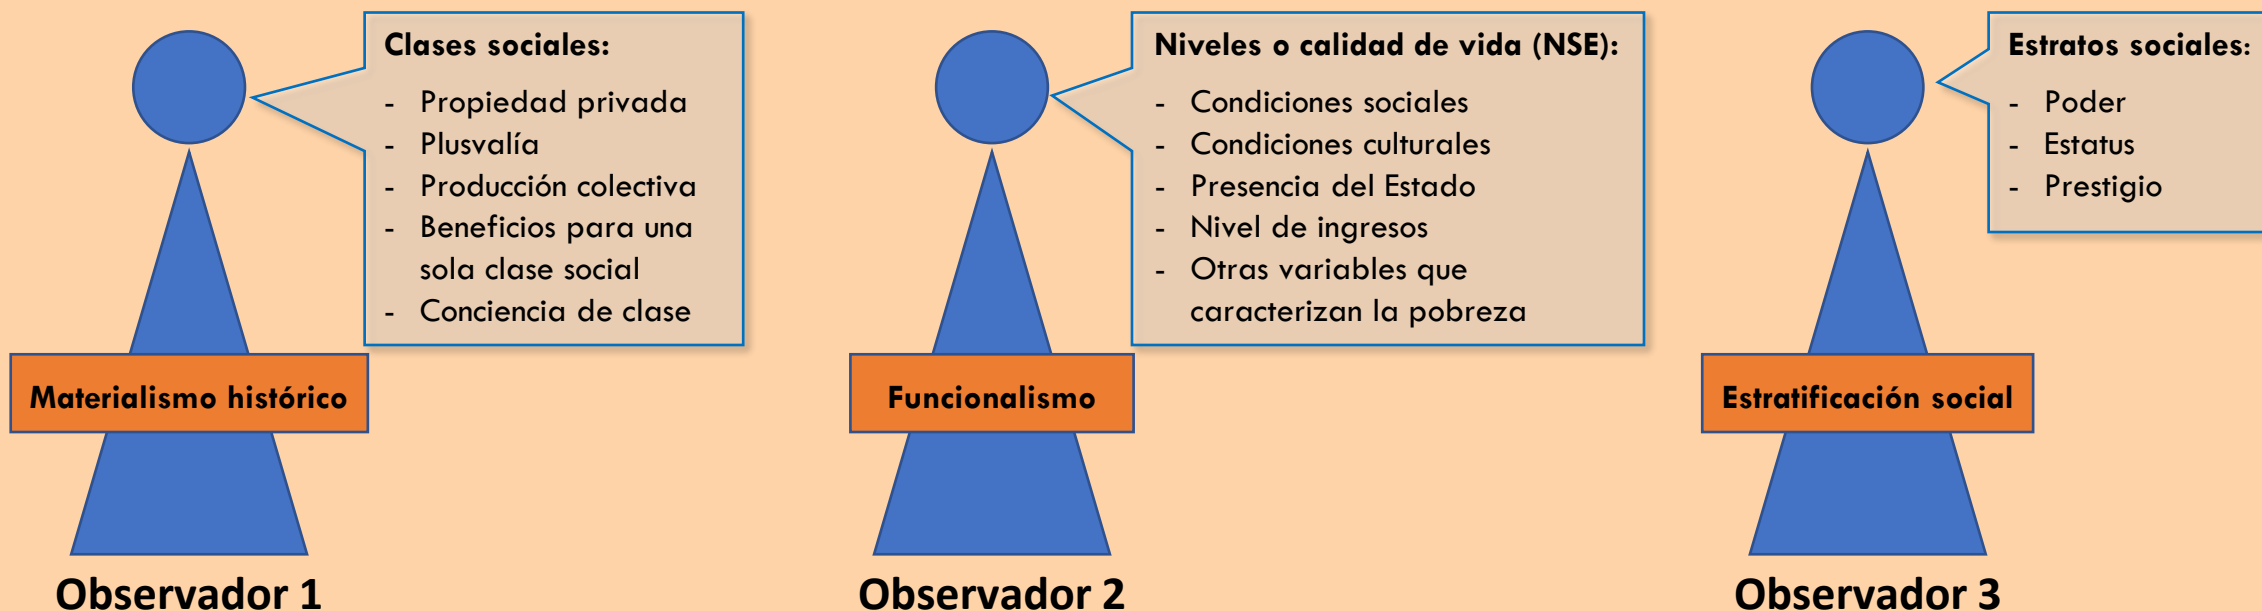 Clases sociales:
- Propiedad privada
- Plusvalía
- Producción colectiva
- Beneficios para una
sola clase social
- Conciencia de clase
Materialismo histórico
Observador 1
Niveles o calidad de vida (NSE):
- Condiciones sociales
- Condiciones culturales
- Presencia del Estado
- Nivel de ingresos
- Otras variables que
caracterizan la pobreza
Funcionalismo
Observador 2
Estratos sociales:
- Poder
- Estatus
- Prestigio
Estratificación social
Observador 3